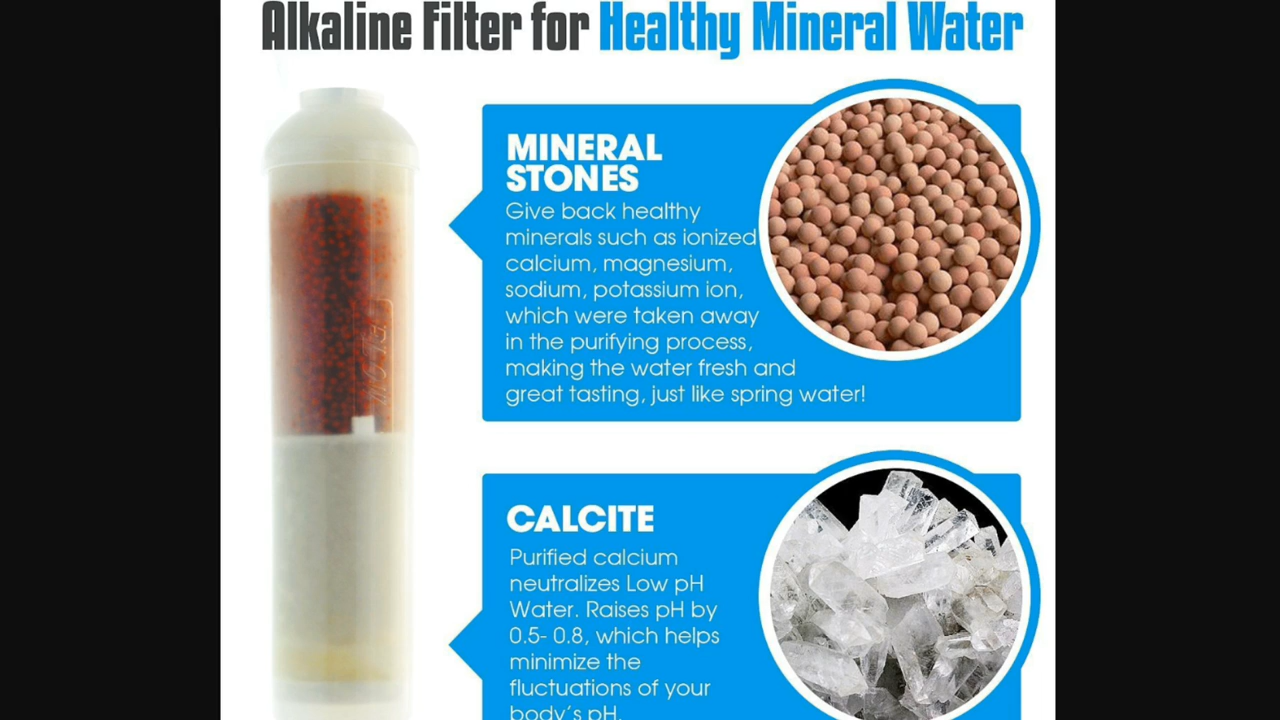 Alkaline Filter for Healthy Mineral Water
MINERAL
STONES
Give back healthy
minerals such as ionized
calcium, magnesium,
sodium, potassium ion,
which were taken away
in the purifying process,
making the water fresh and
great tasting, just like spring water!
CALCITE
Purified calcium
neutralizes Low pH
Water. Raises pH by
0.5- 0.8, which helps
minimize the
fluctuations of your
body's pH.